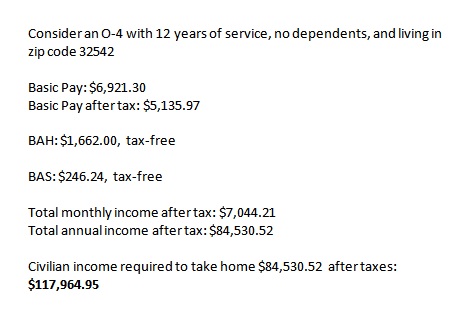 Consider an O-4 with 12 years of service, no dependents, and living in
zip code 32542
Basic Pay: $6,921.30
Basic Pay after tax: $5,135.97
BAH: $1,662.00, tax-free
BAS: $246.24, tax-free
Total monthly income after tax: $7,044.21
Total annual income after tax: $84,530.52
Civilian income required to take home $84,530.52 after taxes:
$117,964.95